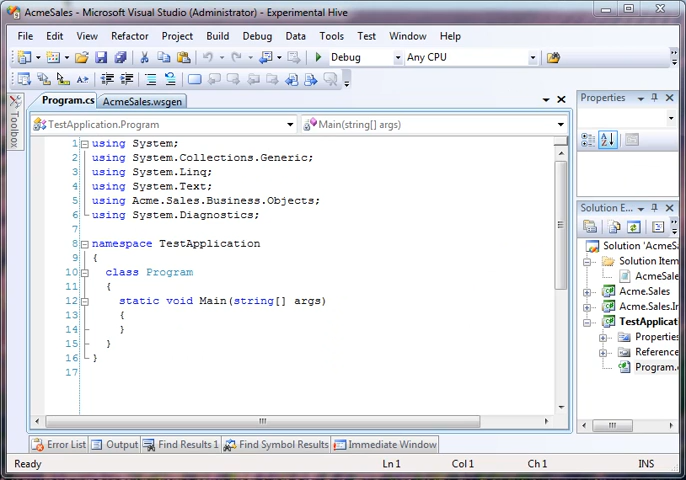 AcmeSales - Microsoft Visual Studio (Administrator) - Experimental Hive
File Edit View Refactor Project Build Debug Data Tools Test Window Help
Debug Any CPU
Program.cs AcmeSales.wsgen
Toolbox
TestApplication.Program Main(string[] args)
1 using System;
2 using System.Collections.Generic;
3 using System.Linq;
4 using System.Text;
5 using Acme.Sales.Business.Objects;
6 using System.Diagnostics;
7
8 namespace TestApplication
9 {
10 class Program
11 {
12 static void Main(string[] args)
13 {
14 }
15 }
16 }
17
Properties
Solution E...
Solution 'AcmeSa
Solution Item
AcmeSale
Acme.Sales
Acme.Sales.In
TestApplicat
Properties
Reference
Program.c
Error List Output Find Results 1 Find Symbol Results Immediate Window
Ready Ln 1 Col 1 Ch 1 INS